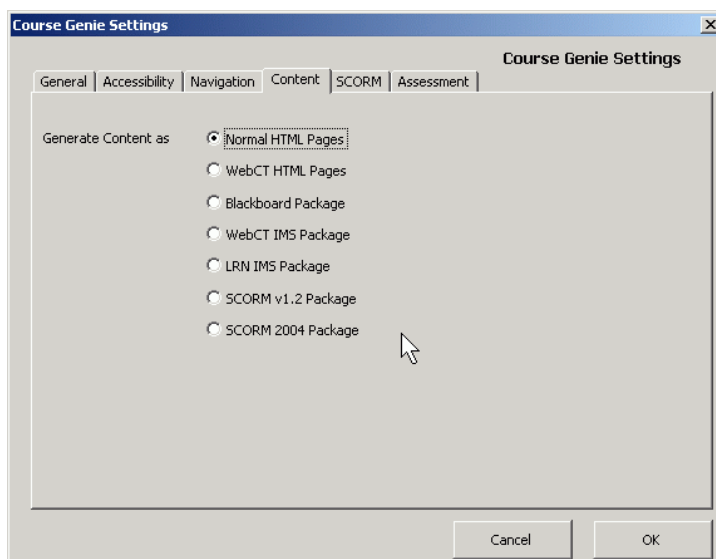 Course Genie Settings
Course Genie Settings
General Accessibility Navigation Content SCORM Assessment
Generate Content as Normal HTML Pages
WebCT HTML Pages
Blackboard Package
WebCT IMS Package
LRN IMS Package
SCORM v1.2 Package
SCORM 2004 Package
Cancel OK